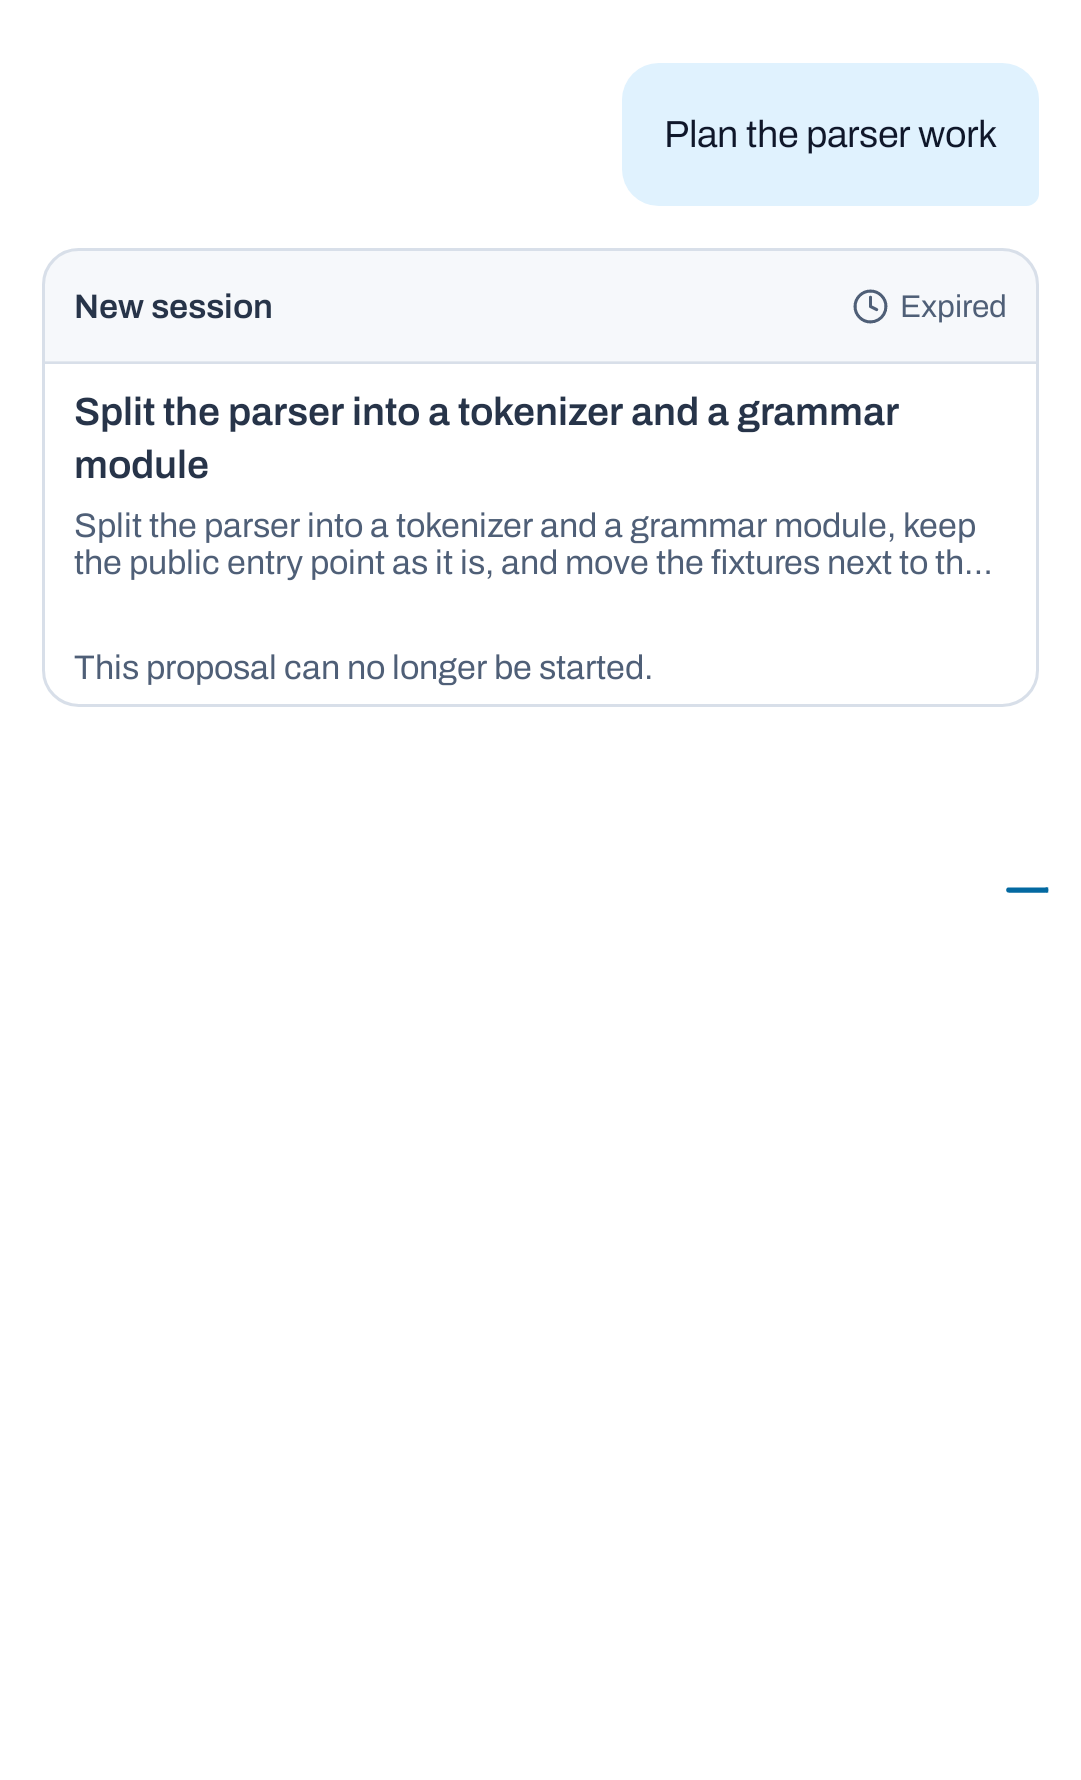 Plan the parser work
New session
Expired
Split the parser into a tokenizer and a grammar
module
Split the parser into a tokenizer and a grammar module, keep
the public entry point as it is, and move the fixtures next to th...
This proposal can no longer be started.